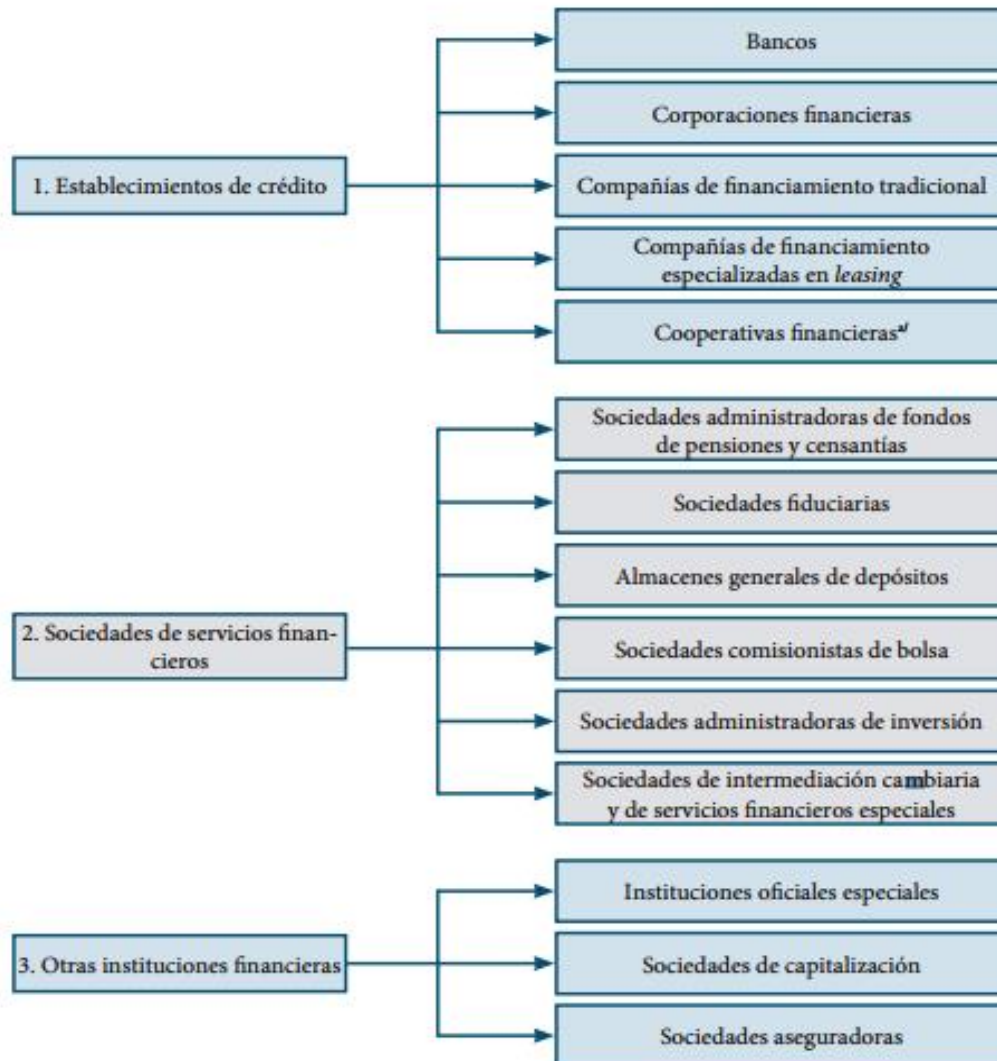 Bancos
Corporaciones financieras
1. Establecimientos de crédito
Compañías de financiamiento tradicional
Compañías de financiamiento
especializadas en leasing
Cooperativas financierasᵃ/
Sociedades administradoras de fondos
de pensiones y censantías
Sociedades fiduciarias
Almacenes generales de depósitos
2. Sociedades de servicios finan-
cieros
Sociedades comisionistas de bolsa
Sociedades administradoras de inversión
Sociedades de intermediación cambiaria
y de servicios financieros especiales
Instituciones oficiales especiales
3. Otras instituciones financieras
Sociedades de capitalización
Sociedades aseguradoras